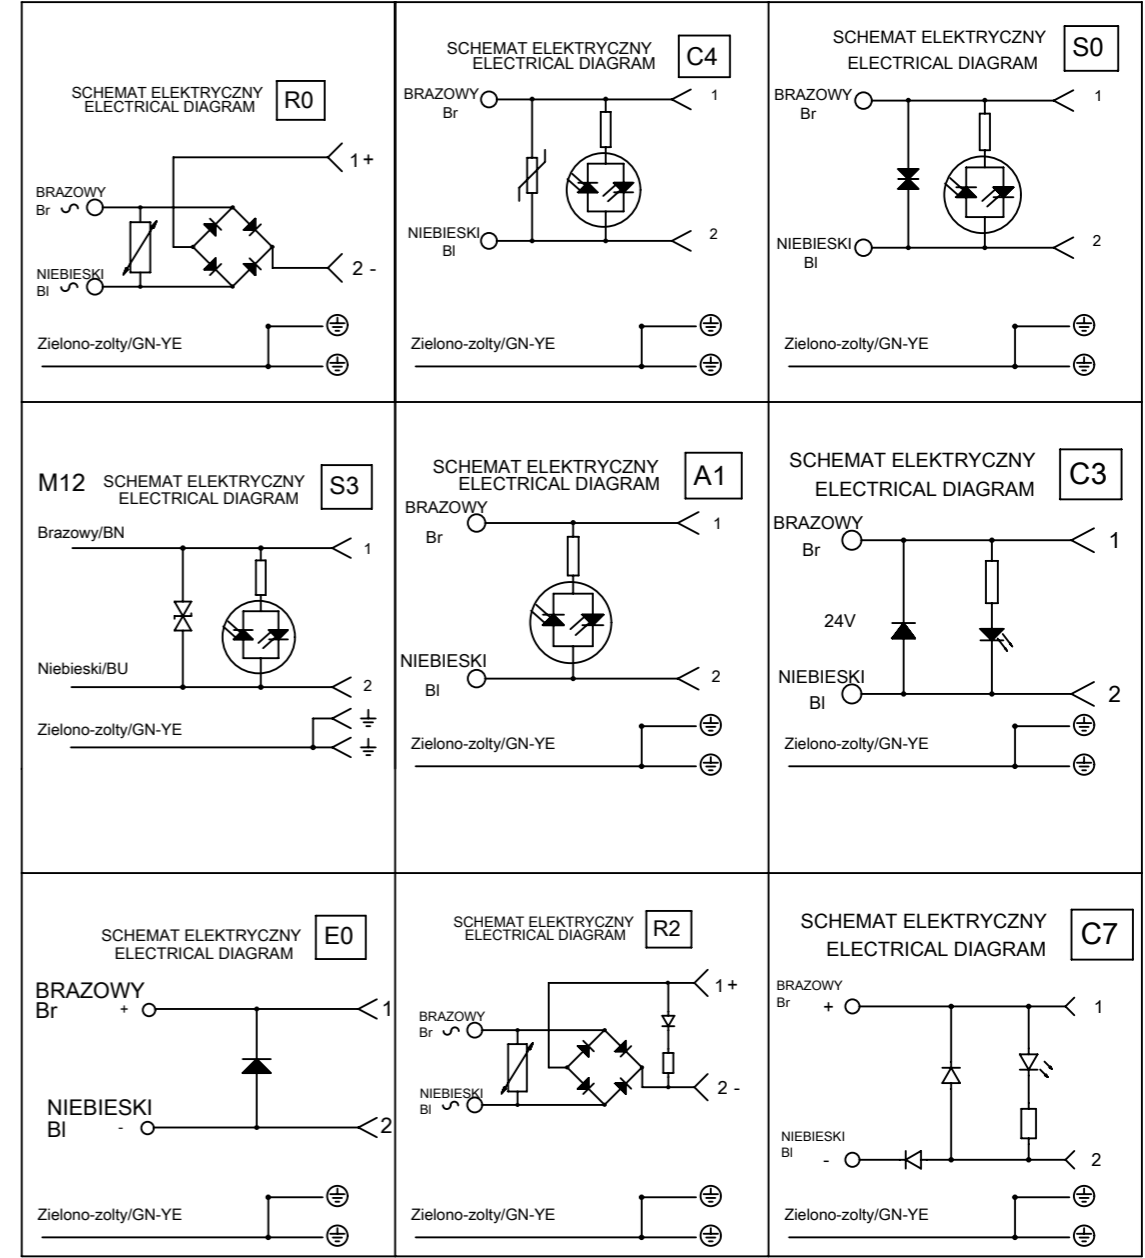 SCHEMAT ELEKTRYCZNY
ELECTRICAL DIAGRAM
R0
1 +
BRAZOWY
Br
NIEBIESKI
Bl
2 -
Zielono-zolty/GN-YE
SCHEMAT ELEKTRYCZNY
ELECTRICAL DIAGRAM
C4
BRAZOWY
Br
1
NIEBIESKI
Bl
2
Zielono-zolty/GN-YE
SCHEMAT ELEKTRYCZNY
ELECTRICAL DIAGRAM
S0
BRAZOWY
Br
1
NIEBIESKI
Bl
2
Zielono-zolty/GN-YE
M12
SCHEMAT ELEKTRYCZNY
ELECTRICAL DIAGRAM
S3
Brazowy/BN
1
Niebieski/BU
2
Zielono-zolty/GN-YE
SCHEMAT ELEKTRYCZNY
ELECTRICAL DIAGRAM
A1
BRAZOWY
Br
1
NIEBIESKI
Bl
2
Zielono-zolty/GN-YE
SCHEMAT ELEKTRYCZNY
ELECTRICAL DIAGRAM
C3
BRAZOWY
Br
1
24V
NIEBIESKI
Bl
2
Zielono-zolty/GN-YE
SCHEMAT ELEKTRYCZNY
ELECTRICAL DIAGRAM
E0
BRAZOWY
Br +
1
NIEBIESKI
Bl -
2
Zielono-zolty/GN-YE
SCHEMAT ELEKTRYCZNY
ELECTRICAL DIAGRAM
R2
1 +
BRAZOWY
Br
NIEBIESKI
Bl
2 -
Zielono-zolty/GN-YE
SCHEMAT ELEKTRYCZNY
ELECTRICAL DIAGRAM
C7
BRAZOWY
Br +
1
NIEBIESKI
Bl -
2
Zielono-zolty/GN-YE